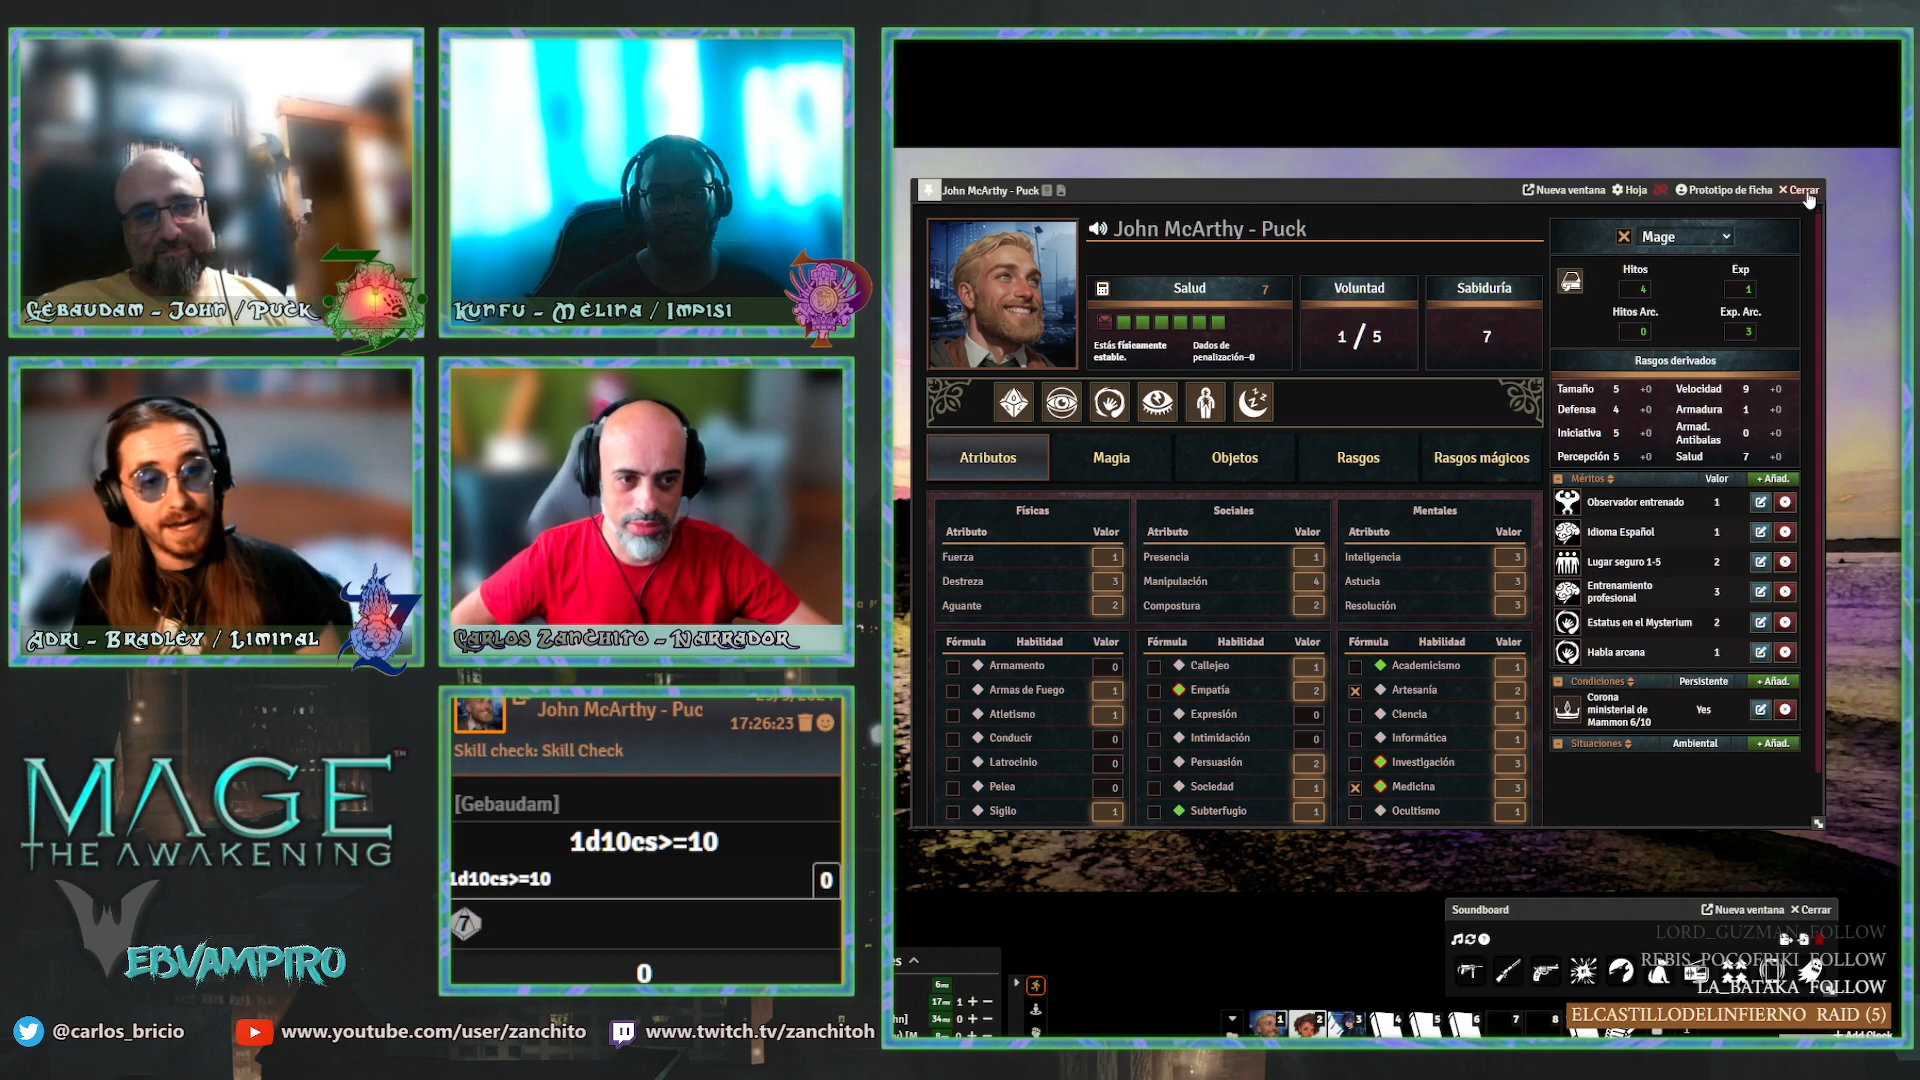 GEBAUDAM - JOHN / PUCK
KUNFU - MELINA / IMPISI
ADRI - BRADLEY / LIMINAL
CARLOS ZANCHITO - NARRADOR
MAGE™
THE AWAKENING
EBVAMPIRO
John McArthy - Puc
17:26:23
Skill check: Skill Check
[Gebaudam]
1d10cs>=10
1d10cs>=10 0
7
0
@carlos_bricio
www.youtube.com/user/zanchito
www.twitch.tv/zanchitoh
John McArthy - Puck
Nueva ventana Hoja Prototipo de ficha Cerrar
John McArthy - Puck
Salud 7
Estás físicamente estable.
Dados de penalización-0
Voluntad
1 / 5
Sabiduría
7
Mage
Hitos Exp
4 1
Hitos Arc. Exp. Arc.
0 3
Rasgos derivados
Tamaño 5 +0 Velocidad 9 +0
Defensa 4 +0 Armadura 1 +0
Iniciativa 5 +0 Armad. Antibalas 0 +0
Percepción 5 +0 Salud 7 +0
Atributos Magia Objetos Rasgos Rasgos mágicos
Físicas Sociales Mentales
Atributo Valor Atributo Valor Atributo Valor
Fuerza 1 Presencia 1 Inteligencia 3
Destreza 3 Manipulación 4 Astucia 3
Aguante 2 Compostura 2 Resolución 3
Fórmula Habilidad Valor Fórmula Habilidad Valor Fórmula Habilidad Valor
Armamento 0 Callejeo 1 Academicismo 1
Armas de Fuego 1 Empatía 2 Artesanía 2
Atletismo 1 Expresión 0 Ciencia 1
Conducir 0 Intimidación 0 Informática 1
Latrocinio 0 Persuasión 2 Investigación 3
Pelea 0 Sociedad 1 Medicina 3
Sigilo 1 Subterfugio 1 Ocultismo 1
Méritos Valor + Añad.
Observador entrenado 1
Idioma Español 1
Lugar seguro 1-5 2
Entrenamiento profesional 3
Estatus en el Mysterium 2
Habla arcana 1
Condiciones Persistente + Añad.
Corona ministerial de Mammon 6/10 Yes
Situaciones Ambiental + Añad.
Soundboard Nueva ventana Cerrar
LORD_GUZMAN FOLLOW
REBIS_POCOFRIKI FOLLOW
LA_BATAKA FOLLOW
ELCASTILLODELINFIERNO RAID (5)
1 2 3 4 5 6 7 8
+ Add Clock